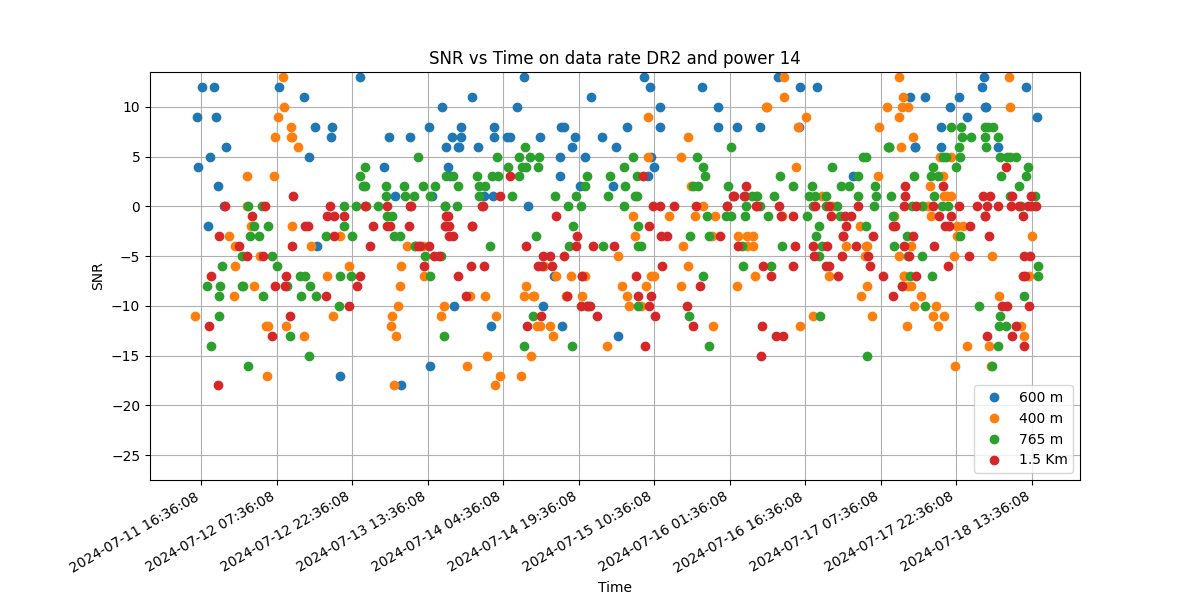 SNR vs Time on data rate DR2 and power 14
SNR
10
5
0
−5
−10
−15
−20
−25
600 m
400 m
765 m
1.5 Km
2024-07-11 16:36:08
2024-07-12 07:36:08
2024-07-12 22:36:08
2024-07-13 13:36:08
2024-07-14 04:36:08
2024-07-14 19:36:08
2024-07-15 10:36:08
2024-07-16 01:36:08
2024-07-16 16:36:08
2024-07-17 07:36:08
2024-07-17 22:36:08
2024-07-18 13:36:08
Time